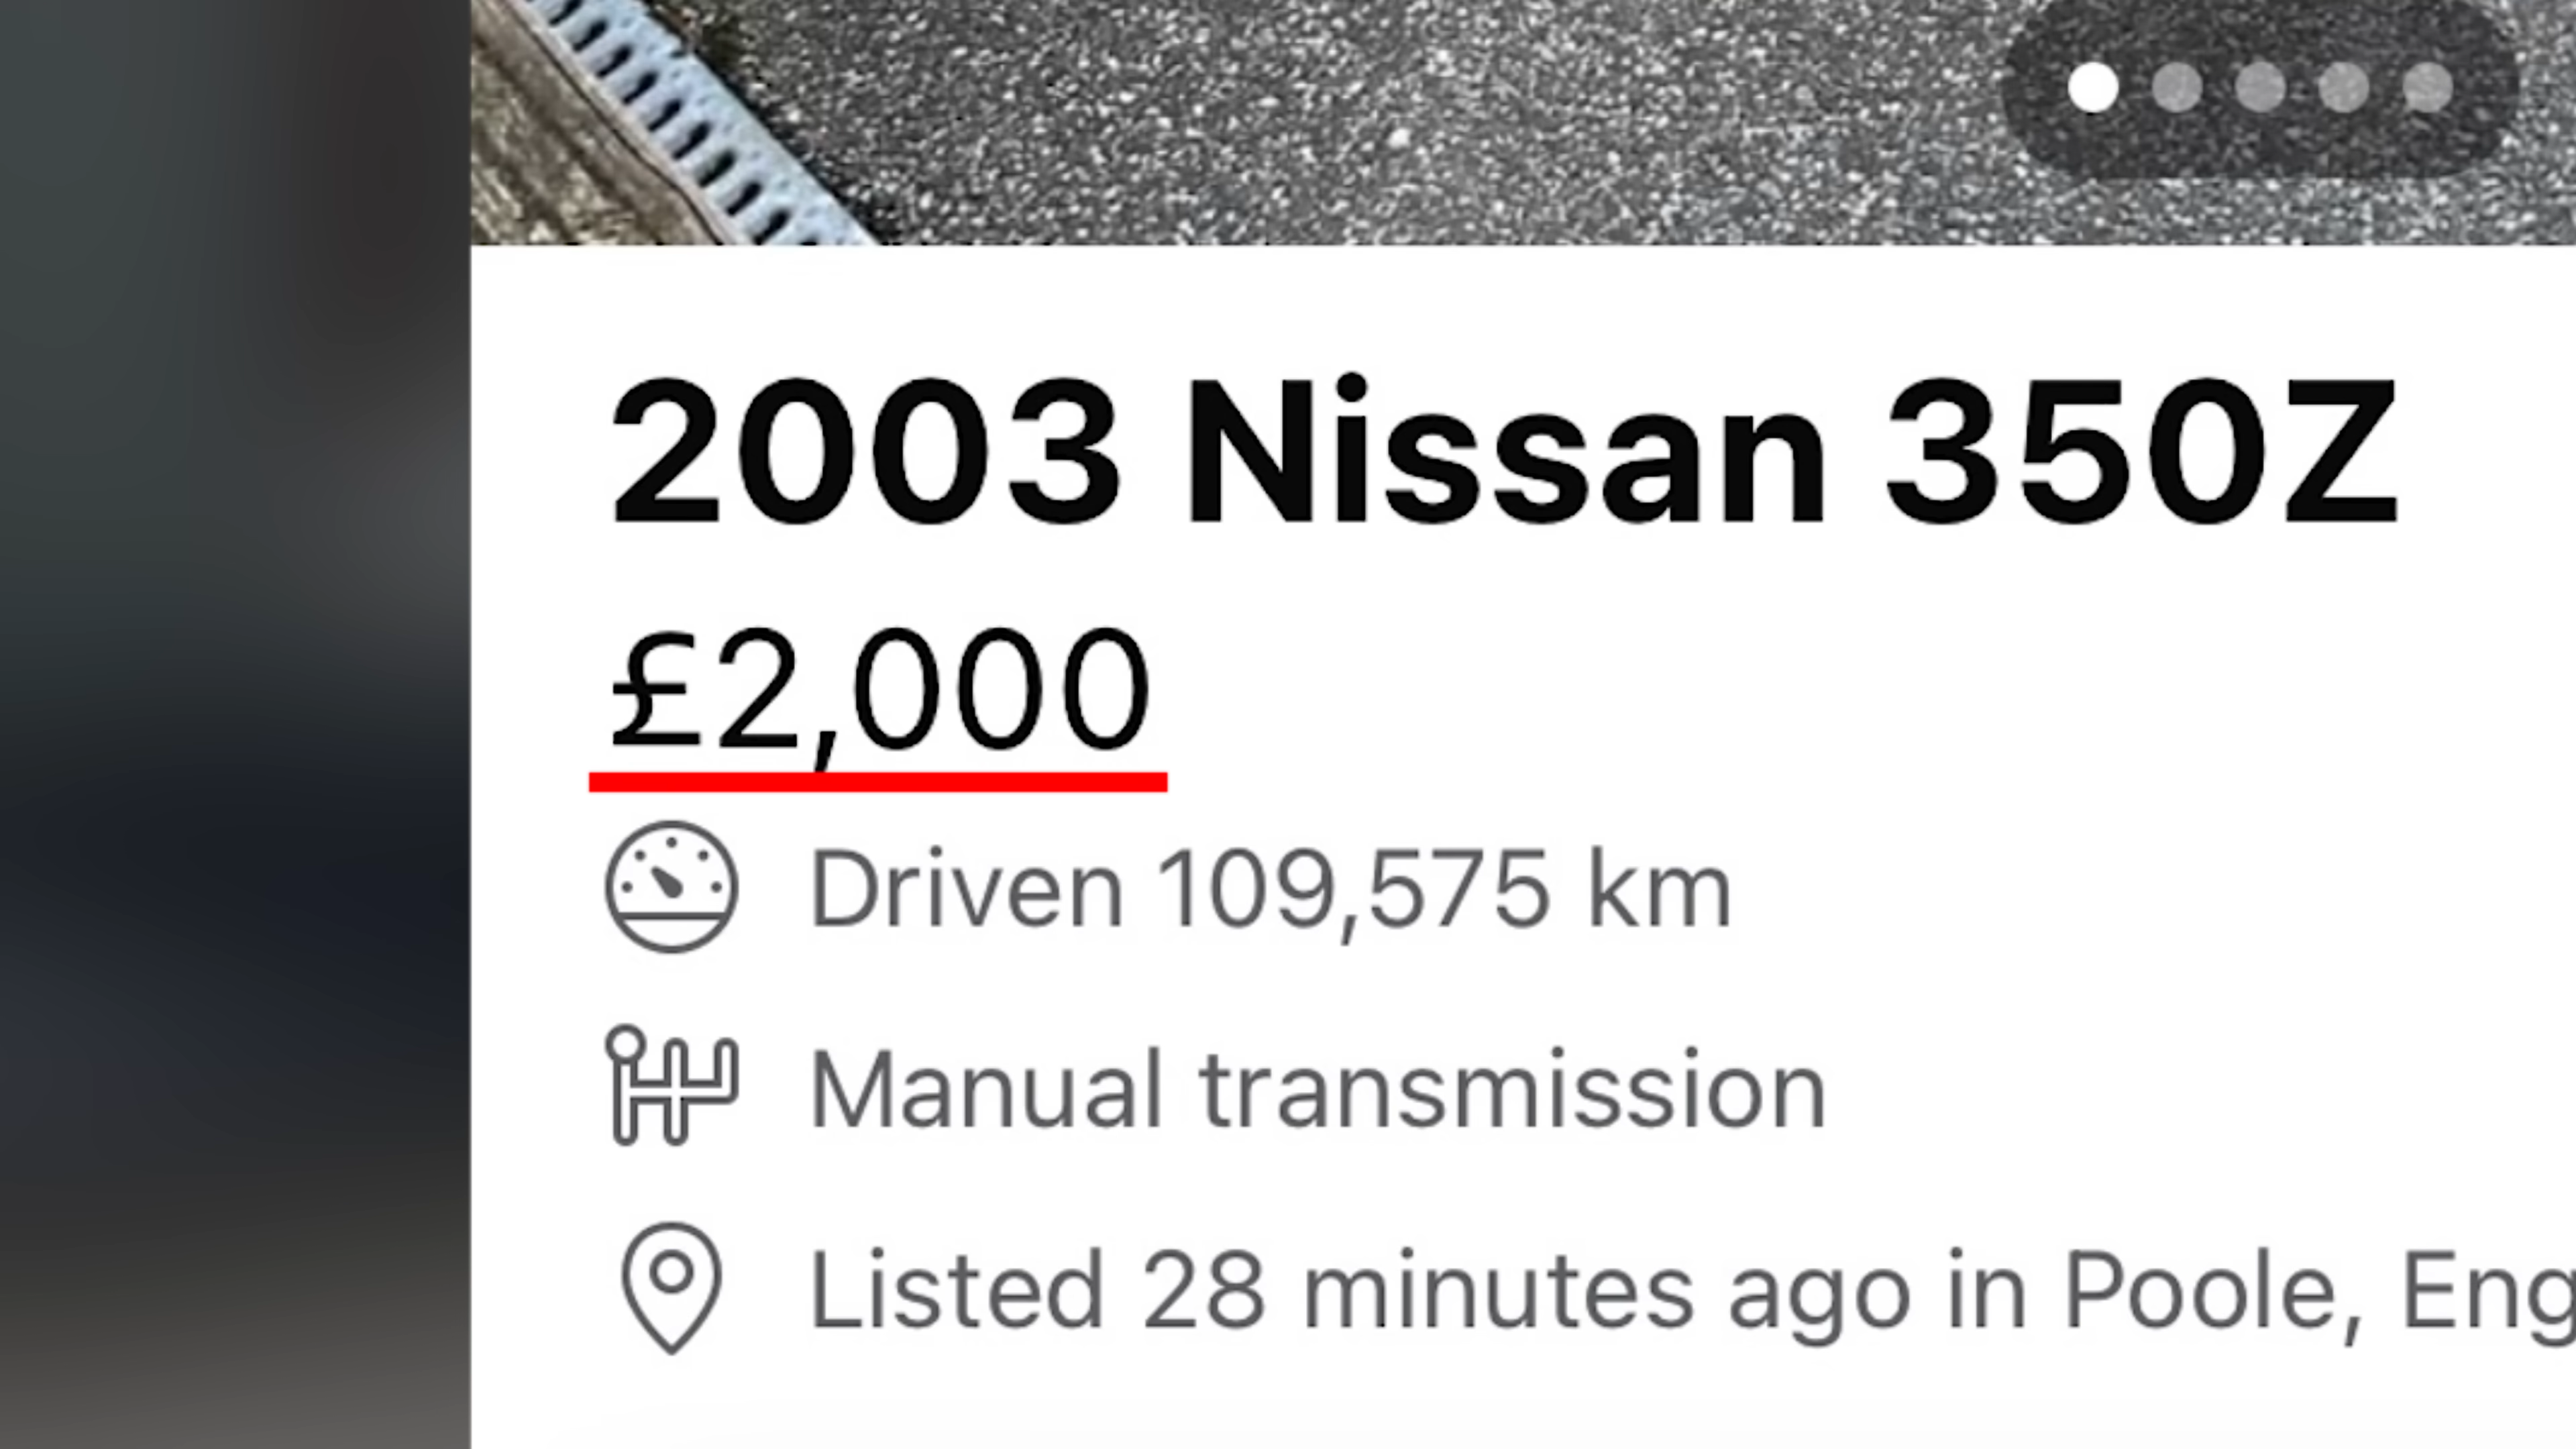 2003 Nissan 350Z
£2,000
Driven 109,575 km
Manual transmission
Listed 28 minutes ago in Poole, Eng